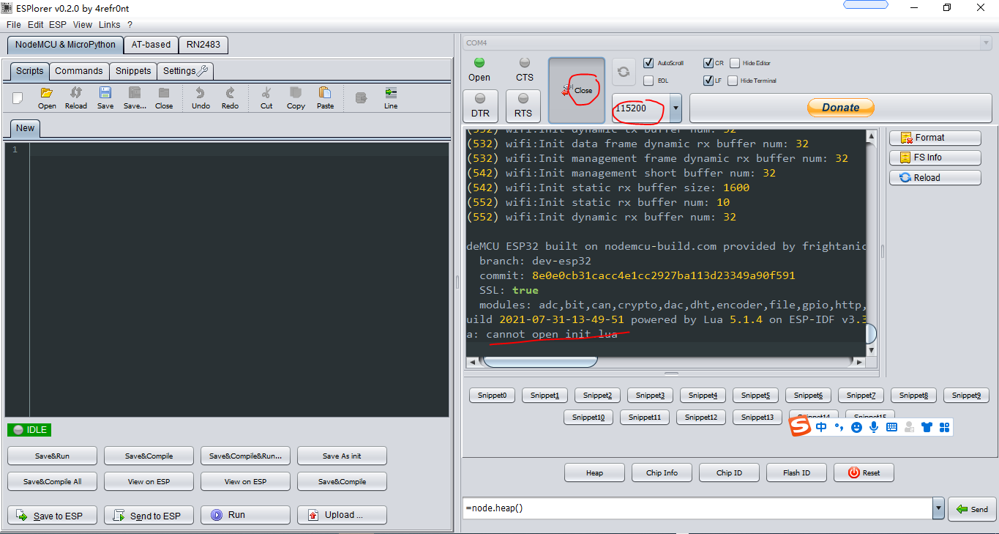 ESPlorer v0.2.0 by 4refr0nt
File Edit ESP View Links ?
NodeMCU & MicroPython AT-based RN2483
Scripts Commands Snippets Settings
Open Reload Save Save... Close Undo Redo Cut Copy Paste Line
New
1
IDLE
Save&Run Save&Compile Save&Compile&Run... Save As init
Save&Compile All View on ESP View on ESP Save&Compile
Save to ESP Send to ESP Run Upload ...
COM4
Open CTS Close AutoScroll CR Hide Editor
EOL LF Hide Terminal
DTR RTS 115200 Donate
(532) wifi:Init dynamic tx buffer num: 32
(532) wifi:Init data frame dynamic rx buffer num: 32
(532) wifi:Init management frame dynamic rx buffer num: 32
(542) wifi:Init management short buffer num: 32
(542) wifi:Init static rx buffer size: 1600
(552) wifi:Init static rx buffer num: 10
(552) wifi:Init dynamic rx buffer num: 32
deMCU ESP32 built on nodemcu-build.com provided by frightanic
branch: dev-esp32
commit: 8e0e0cb31cacc4e1cc2927ba113d23349a90f591
SSL: true
modules: adc,bit,can,crypto,dac,dht,encoder,file,gpio,http,
uild 2021-07-31-13-49-51 powered by Lua 5.1.4 on ESP-IDF v3.3
a: cannot open init.lua
Format
FS Info
Reload
Snippet0 Snippet1 Snippet2 Snippet3 Snippet4 Snippet5 Snippet6 Snippet7 Snippet8 Snippet9
Snippet10 Snippet11 Snippet12 Snippet13 Snippet14 Snippet15
中
Heap Chip Info Chip ID Flash ID Reset
=node.heap() Send